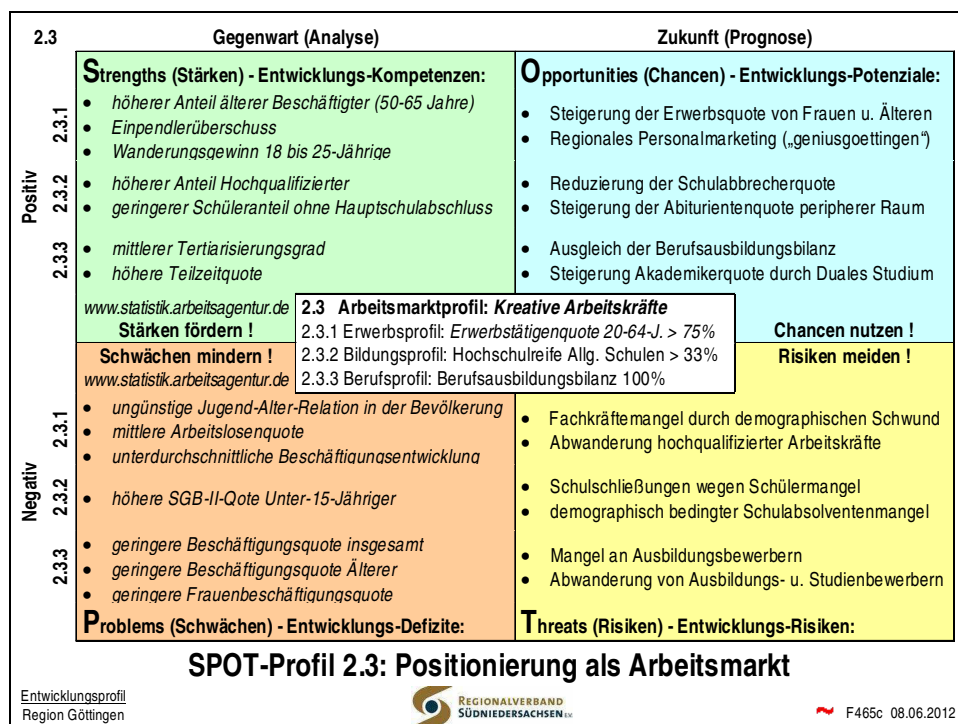 2.3 Gegenwart (Analyse) Zukunft (Prognose)
Positiv
2.3.1
2.3.2
2.3.3
Strengths (Stärken) - Entwicklungs-Kompetenzen:
• höherer Anteil älterer Beschäftigter (50-65 Jahre)
• Einpendlerüberschuss
• Wanderungsgewinn 18 bis 25-Jährige
• höherer Anteil Hochqualifizierter
• geringerer Schüleranteil ohne Hauptschulabschluss
• mittlerer Tertiarisierungsgrad
• höhere Teilzeitquote
www.statistik.arbeitsagentur.de
Stärken fördern !
Opportunities (Chancen) - Entwicklungs-Potenziale:
• Steigerung der Erwerbsquote von Frauen u. Älteren
• Regionales Personalmarketing („geniusgoettingen")
• Reduzierung der Schulabbrecherquote
• Steigerung der Abiturientenquote peripherer Raum
• Ausgleich der Berufsausbildungsbilanz
• Steigerung Akademikerquote durch Duales Studium
Chancen nutzen !
2.3 Arbeitsmarktprofil: Kreative Arbeitskräfte
2.3.1 Erwerbsprofil: Erwerbstätigenquote 20-64-J. > 75%
2.3.2 Bildungsprofil: Hochschulreife Allg. Schulen > 33%
2.3.3 Berufsprofil: Berufsausbildungsbilanz 100%
Negativ
2.3.1
2.3.2
2.3.3
Schwächen mindern !
www.statistik.arbeitsagentur.de
• ungünstige Jugend-Alter-Relation in der Bevölkerung
• mittlere Arbeitslosenquote
• unterdurchschnittliche Beschäftigungsentwicklung
• höhere SGB-II-Qote Unter-15-Jähriger
• geringere Beschäftigungsquote insgesamt
• geringere Beschäftigungsquote Älterer
• geringere Frauenbeschäftigungsquote
Problems (Schwächen) - Entwicklungs-Defizite:
Risiken meiden !
• Fachkräftemangel durch demographischen Schwund
• Abwanderung hochqualifizierter Arbeitskräfte
• Schulschließungen wegen Schülermangel
• demographisch bedingter Schulabsolventenmangel
• Mangel an Ausbildungsbewerbern
• Abwanderung von Ausbildungs- u. Studienbewerbern
Threats (Risiken) - Entwicklungs-Risiken:
SPOT-Profil 2.3: Positionierung als Arbeitsmarkt
Entwicklungsprofil
Region Göttingen
REGIONALVERBAND
SÜDNIEDERSACHSEN E.V.
F465c 08.06.2012